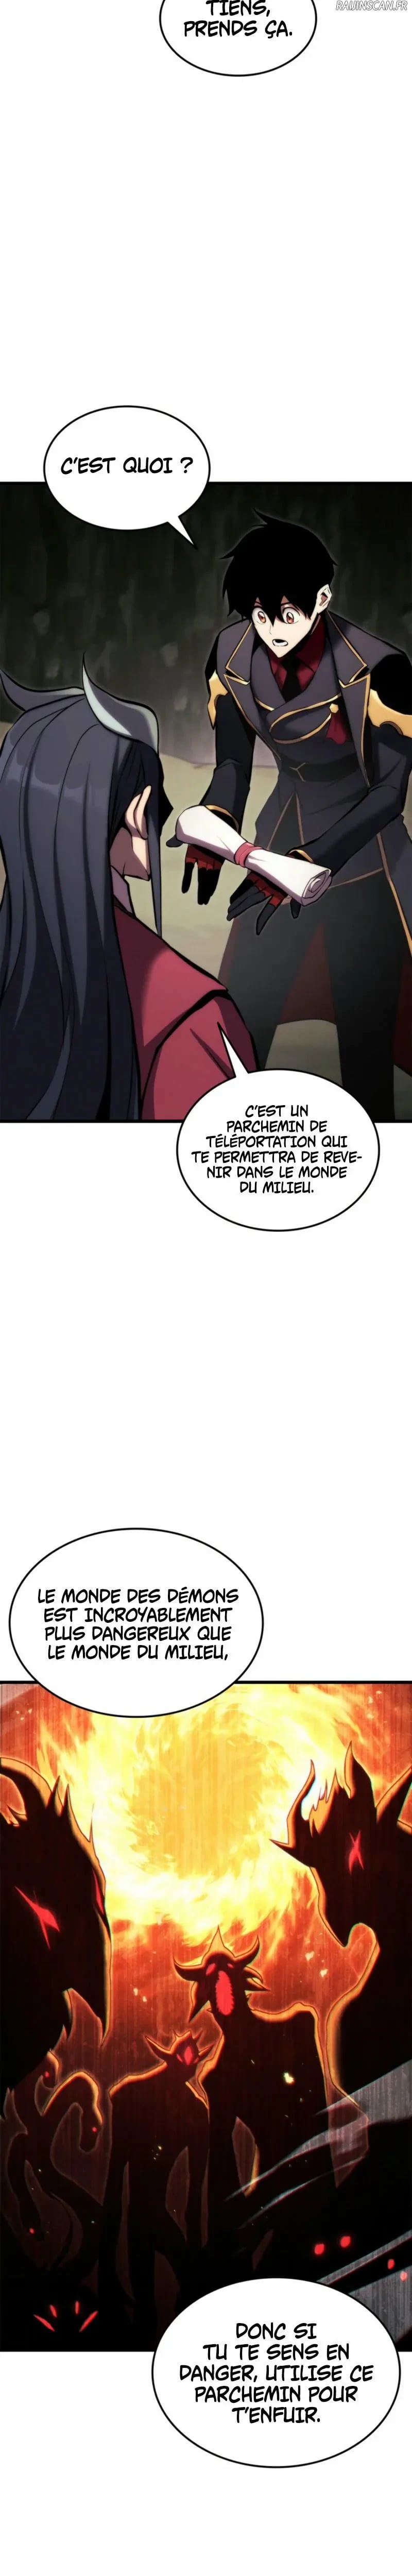 TIENS,
PRENDS ÇA.
RAIJINSCAN.FR
C'EST QUOI ?
C'EST UN
PARCHEMIN DE
TÉLÉPORTATION QUI
TE PERMETTRA DE REVE-
NIR DANS LE MONDE
DU MILIEU.
LE MONDE DES DÉMONS
EST INCROYABLEMENT
PLUS DANGEREUX QUE
LE MONDE DU MILIEU,
DONC SI
TU TE SENS EN
DANGER, UTILISE CE
PARCHEMIN POUR
T'ENFUIR.